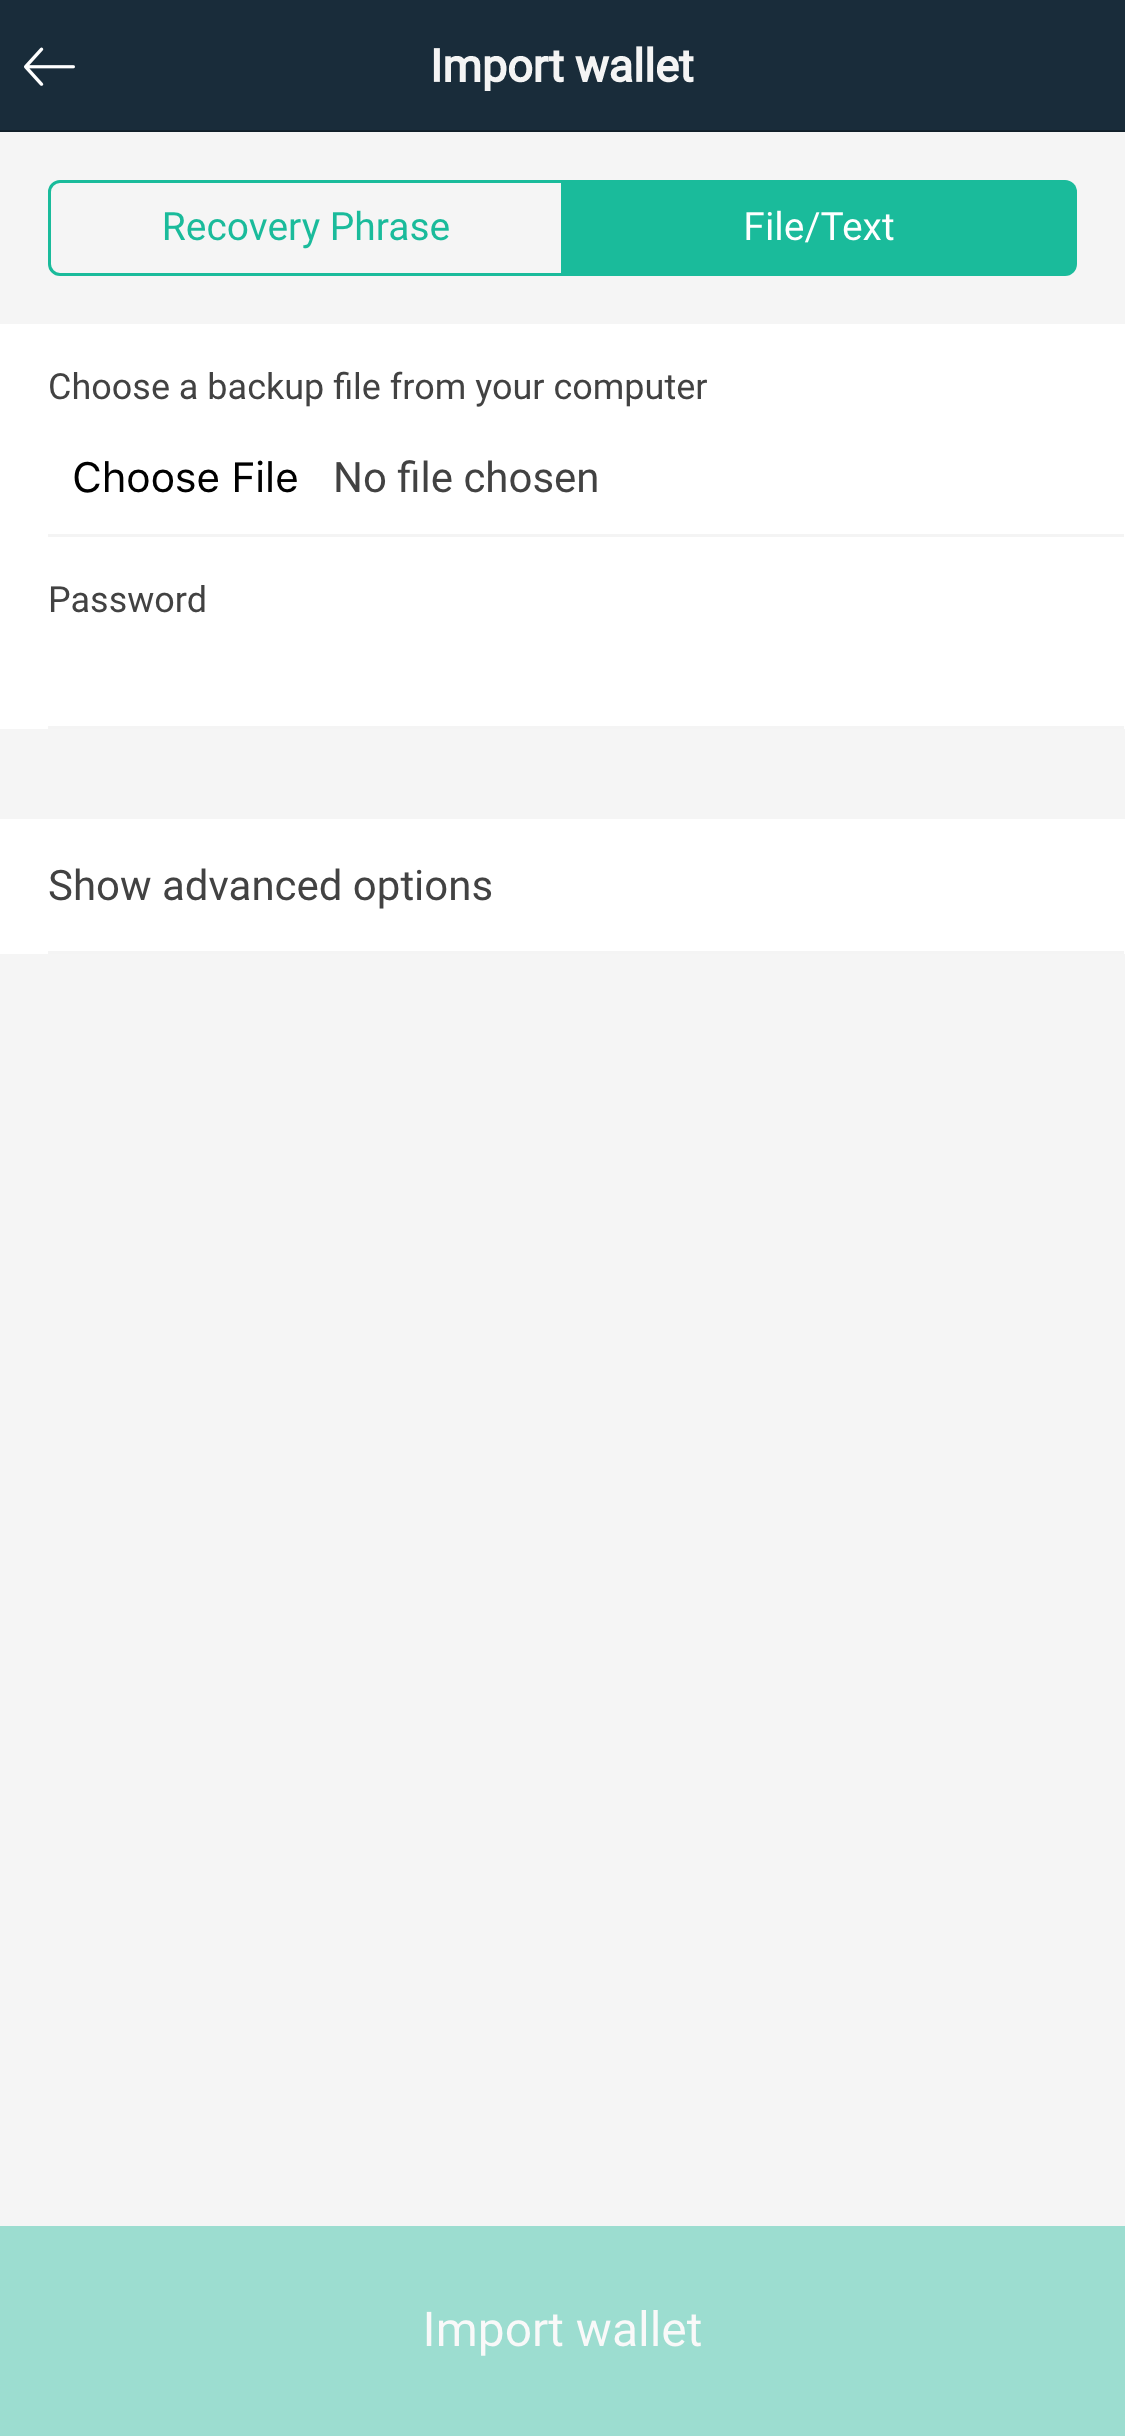 Import wallet
Recovery Phrase
File/Text
Choose a backup file from your computer
Choose File No file chosen
Password
Show advanced options
Import wallet